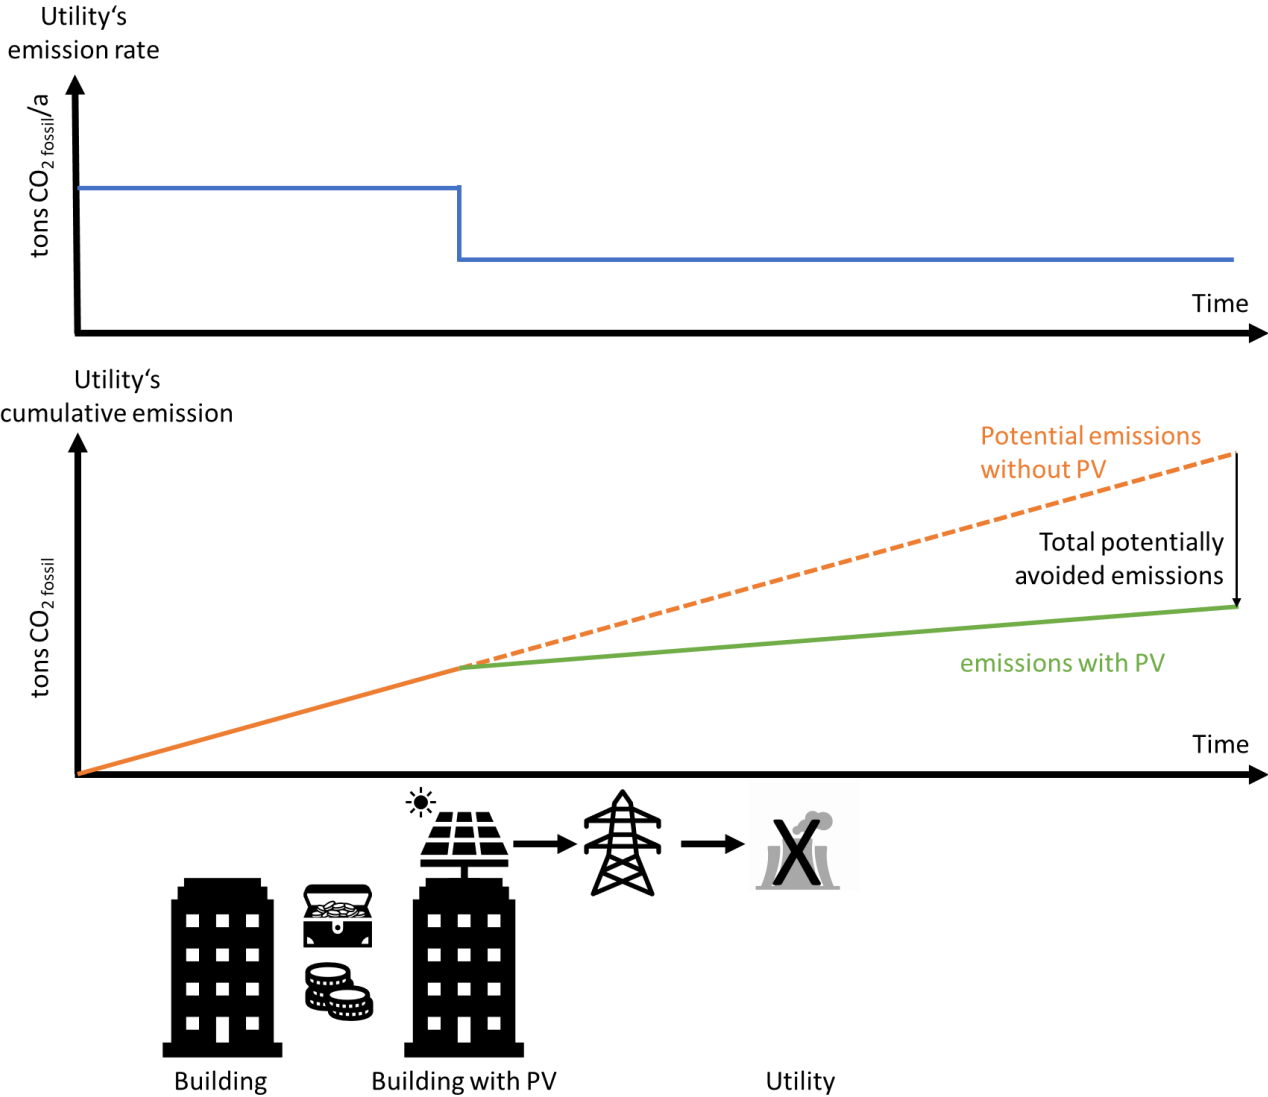 Utility‘s
emission rate
tons CO2 fossil/a
Time
Utility‘s
cumulative emission
Potential emissions
without PV
Total potentially
avoided emissions
tons CO2 fossil
emissions with PV
Time
X
Building
Building with PV
Utility